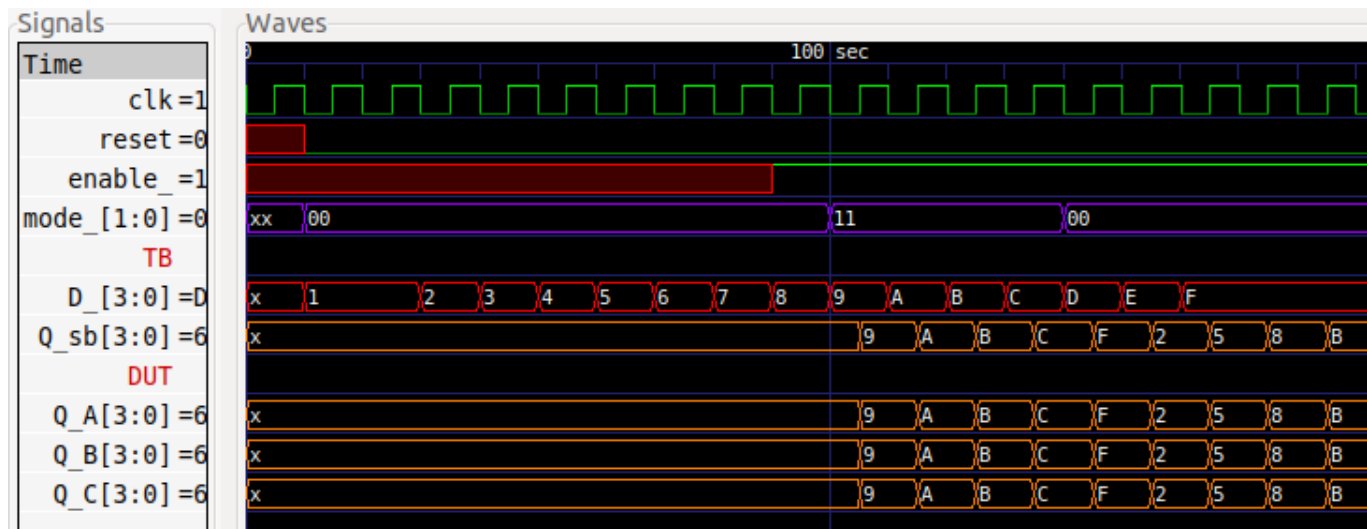 Signals
Waves
0
100 sec
Time
clk =1
reset =0
enable_ =1
mode_[1:0] =0 xx 00 11 00
TB
D_[3:0] =D x 1 2 3 4 5 6 7 8 9 A B C D E F
Q_sb[3:0] =6 x 9 A B C F 2 5 8 B
DUT
Q_A[3:0] =6 x 9 A B C F 2 5 8 B
Q_B[3:0] =6 x 9 A B C F 2 5 8 B
Q_C[3:0] =6 x 9 A B C F 2 5 8 B